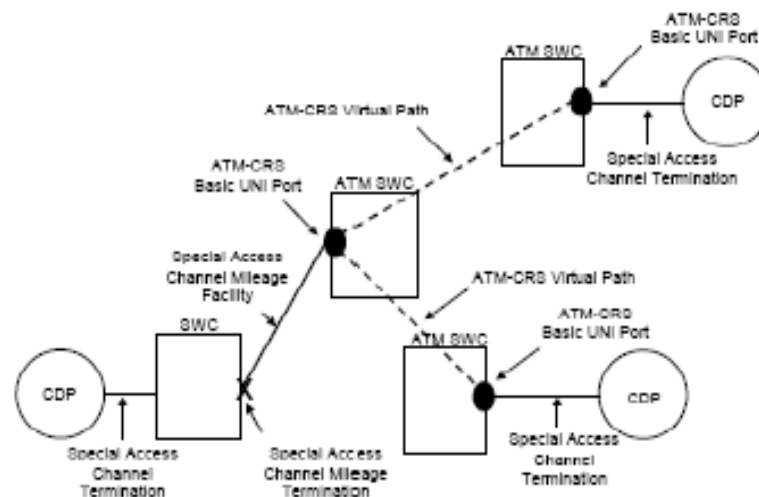 ATM-CRS
Basic UNI Port
ATM SWC
CDP
ATM-CRS Virtual Path
Special Access
Channel Termination
ATM-CRS
Basic UNI Port
ATM SWC
Special Access
Channel Mileage
Facility
ATM-CRS Virtual Path
SWC
ATM-CRS
Basic UNI Port
ATM SWC
CDP
CDP
Special Access
Channel
Termination
Special Access
Channel Mileage
Termination
Special Access
Channel
Termination